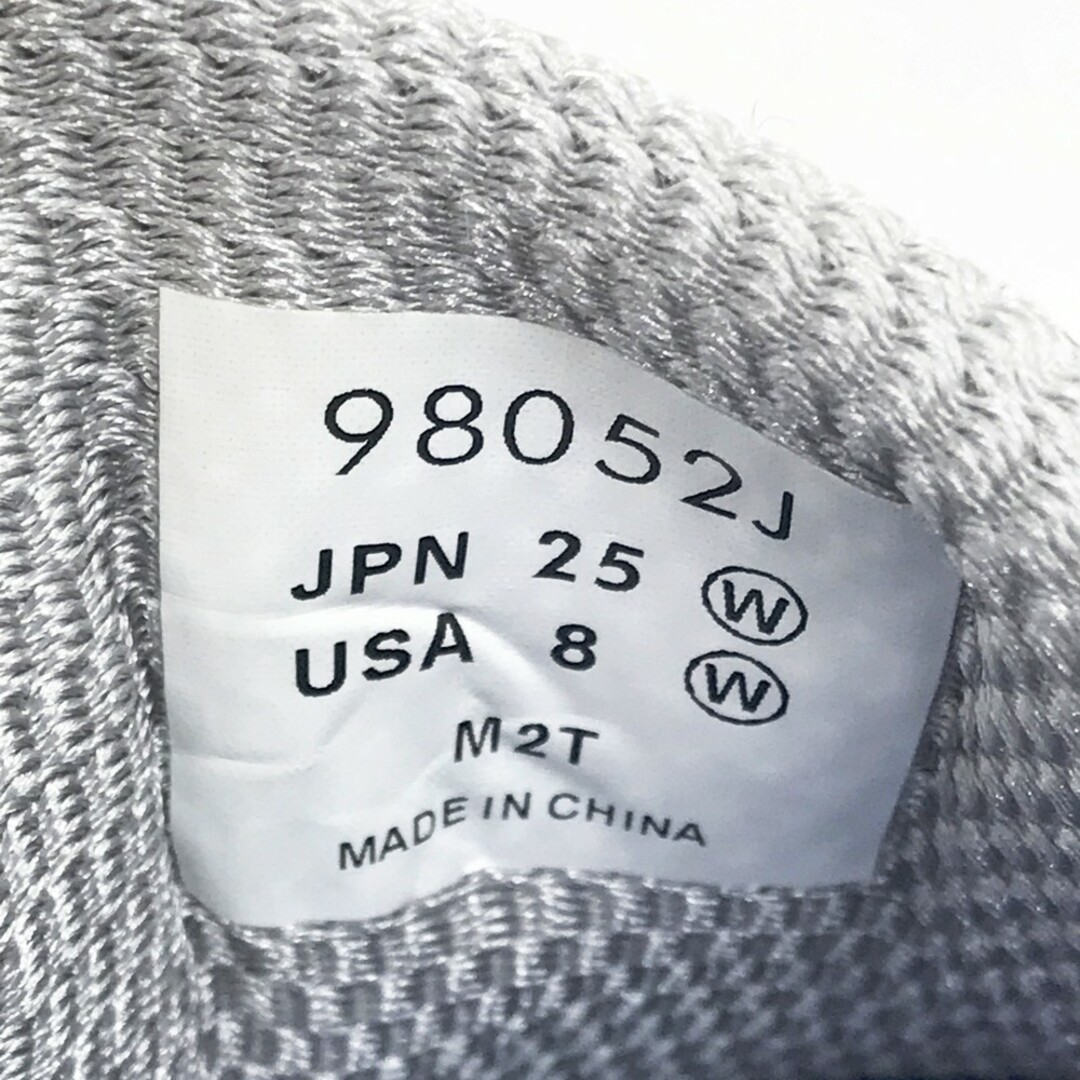 98052J
JPN 25 Ⓦ
USA 8 Ⓦ
M2T
MADE IN CHINA